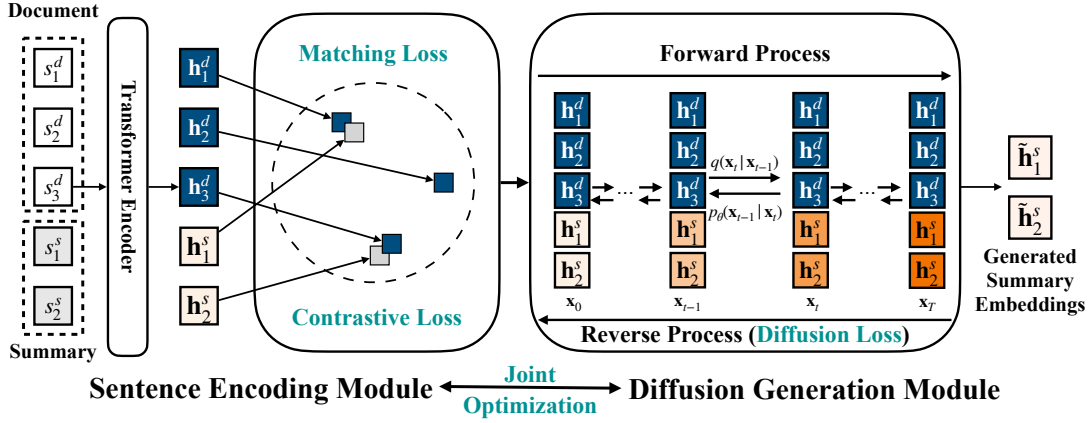 Document
s_1^d
s_2^d
s_3^d
s_1^s
s_2^s
Summary
Transformer Encoder
h_1^d
h_2^d
h_3^d
h_1^s
h_2^s
Matching Loss
Contrastive Loss
Forward Process
h_1^d h_1^d h_1^d h_1^d
h_2^d h_2^d h_2^d h_2^d
q(x_t | x_{t−1})
h_3^d ... h_3^d h_3^d ... h_3^d
p_θ(x_{t−1} | x_t)
h_1^s h_1^s h_1^s h_1^s
h_2^s h_2^s h_2^s h_2^s
x_0 x_{t−1} x_t x_T
Reverse Process (Diffusion Loss)
h̃_1^s
h̃_2^s
Generated
Summary
Embeddings
Sentence Encoding Module
Joint
Optimization
Diffusion Generation Module